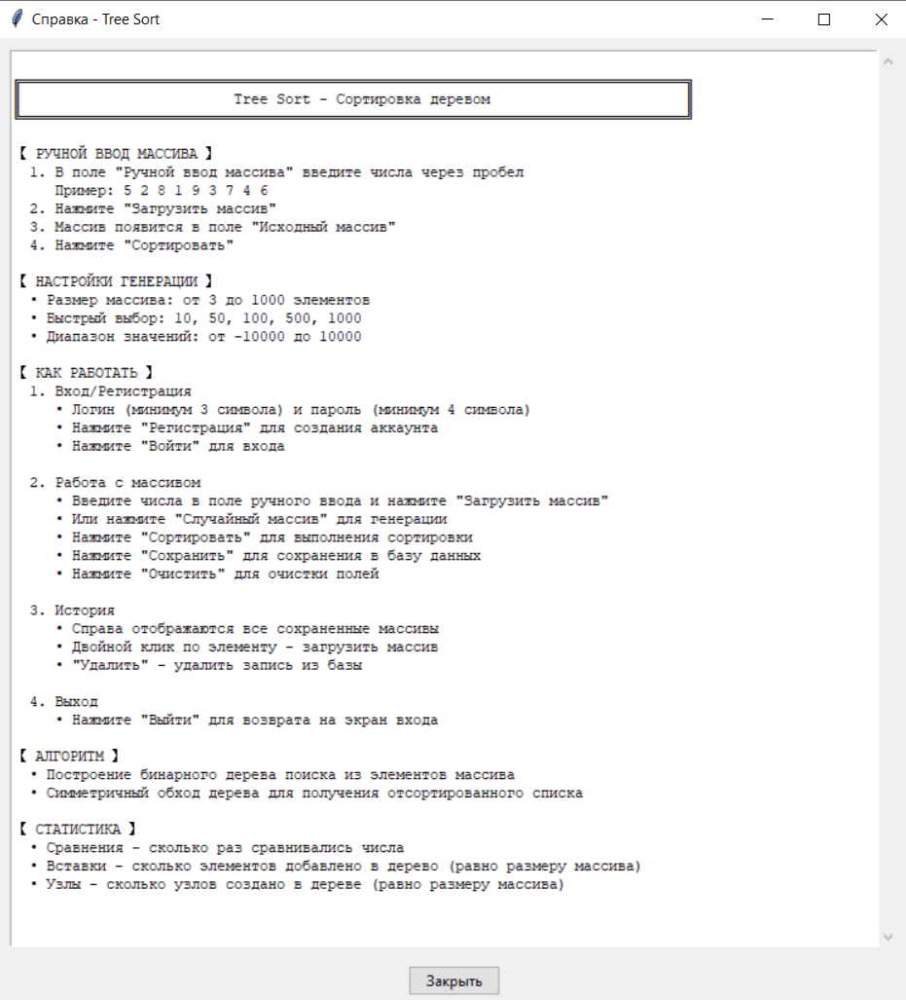 Справка - Tree Sort
Tree Sort - Сортировка деревом
【 РУЧНОЙ ВВОД МАССИВА 】
1. В поле "Ручной ввод массива" введите числа через пробел
Пример: 5 2 8 1 9 3 7 4 6
2. Нажмите "Загрузить массив"
3. Массив появится в поле "Исходный массив"
4. Нажмите "Сортировать"
【 НАСТРОЙКИ ГЕНЕРАЦИИ 】
• Размер массива: от 3 до 1000 элементов
• Быстрый выбор: 10, 50, 100, 500, 1000
• Диапазон значений: от -10000 до 10000
【 КАК РАБОТАТЬ 】
1. Вход/Регистрация
• Логин (минимум 3 символа) и пароль (минимум 4 символа)
• Нажмите "Регистрация" для создания аккаунта
• Нажмите "Войти" для входа
2. Работа с массивом
• Введите числа в поле ручного ввода и нажмите "Загрузить массив"
• Или нажмите "Случайный массив" для генерации
• Нажмите "Сортировать" для выполнения сортировки
• Нажмите "Сохранить" для сохранения в базу данных
• Нажмите "Очистить" для очистки полей
3. История
• Справа отображаются все сохраненные массивы
• Двойной клик по элементу - загрузить массив
• "Удалить" - удалить запись из базы
4. Выход
• Нажмите "Выйти" для возврата на экран входа
【 АЛГОРИТМ 】
• Построение бинарного дерева поиска из элементов массива
• Симметричный обход дерева для получения отсортированного списка
【 СТАТИСТИКА 】
• Сравнения - сколько раз сравнивались числа
• Вставки - сколько элементов добавлено в дерево (равно размеру массива)
• Узлы - сколько узлов создано в дереве (равно размеру массива)
Закрыть